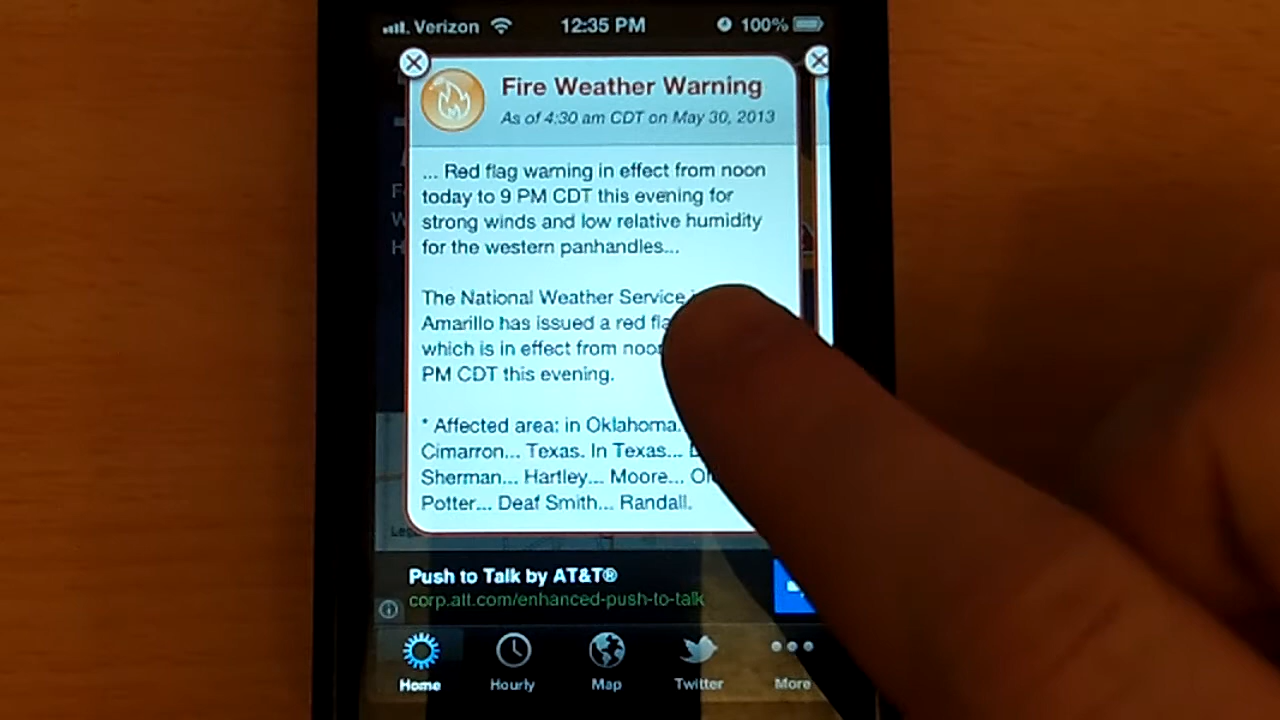 Verizon 12:35 PM 100%
Fire Weather Warning
As of 4:30 am CDT on May 30, 2013
... Red flag warning in effect from noon
today to 9 PM CDT this evening for
strong winds and low relative humidity
for the western panhandles...
The National Weather Service
Amarillo has issued a red
which is in effect from
PM CDT this evening.
* Affected area: in Oklahoma.
Cimarron... Texas. In Texas...
Sherman... Hartley... Moore...
Potter... Deaf Smith... Randall.
Push to Talk by AT&T®
corp.att.com/enhanced-push-to-talk
Home Hourly Map Twitter More